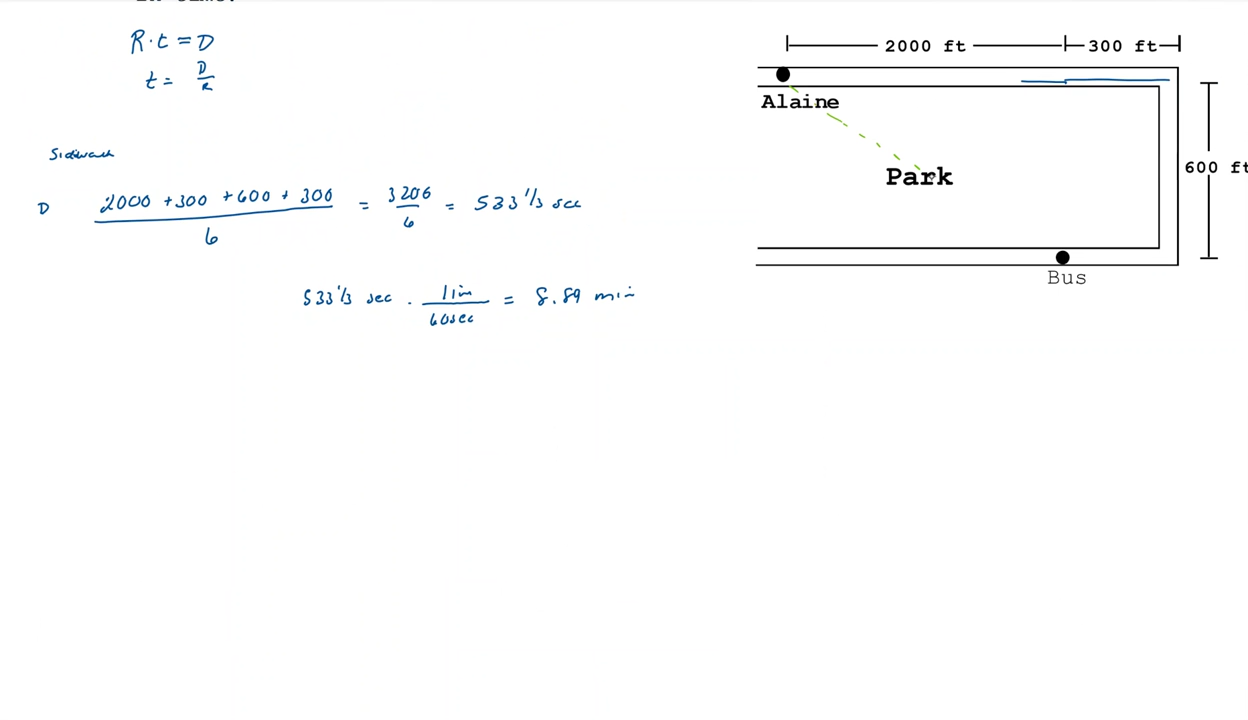 R·t = D
t = D/R
Sidewalk
D (2000 + 300 + 600 + 300)/6 = 3200/6 = 533 1/3 sec
533 1/3 sec · 1 min/60 sec = 8.89 min
2000 ft 300 ft
Alaine
Park
600 ft
Bus